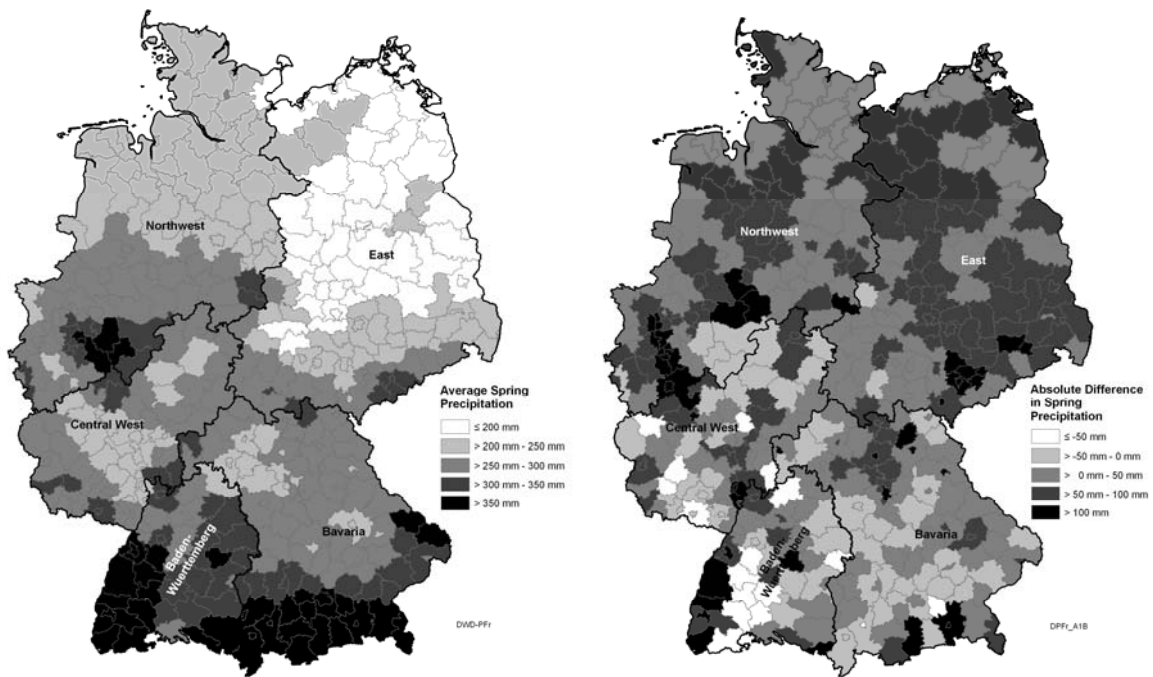 Northwest
East
Central West
Baden-
Wuerttemberg
Bavaria
Average Spring
Precipitation
≤ 200 mm
> 200 mm - 250 mm
> 250 mm - 300 mm
> 300 mm - 350 mm
> 350 mm
DWD-PFr
Northwest
East
Central West
Baden-
Wuerttemberg
Bavaria
Absolute Difference
in Spring
Precipitation
≤ -50 mm
> -50 mm - 0 mm
> 0 mm - 50 mm
> 50 mm - 100 mm
> 100 mm
DPFr_A1B